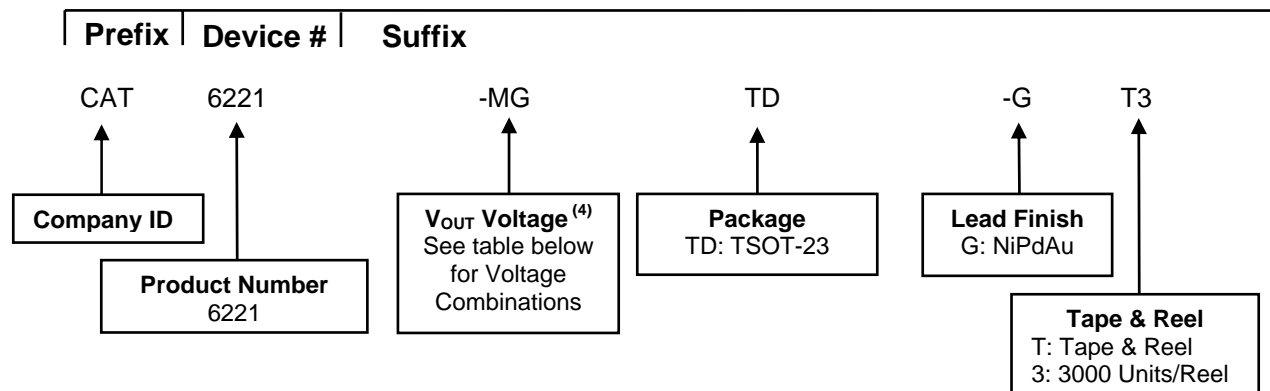 Prefix Device # Suffix
CAT 6221 -MG TD -G T3
Company ID
Product Number
6221
VOUT Voltage (4)
See table below
for Voltage
Combinations
Package
TD: TSOT-23
Lead Finish
G: NiPdAu
Tape & Reel
T: Tape & Reel
3: 3000 Units/Reel